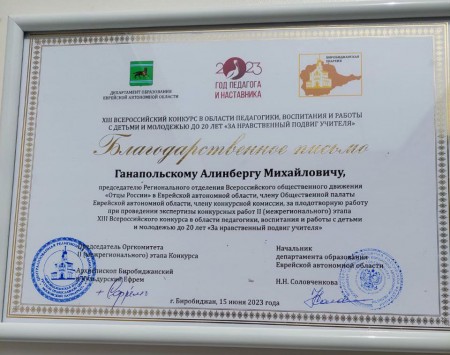 ДЕПАРТАМЕНТ ОБРАЗОВАНИЯ
ЕВРЕЙСКОЙ АВТОНОМНОЙ ОБЛАСТИ
2023
ГОД ПЕДАГОГА
И НАСТАВНИКА
БИРОБИДЖАНСКАЯ
ЕПАРХИЯ
XIII ВСЕРОССИЙСКИЙ КОНКУРС В ОБЛАСТИ ПЕДАГОГИКИ, ВОСПИТАНИЯ И РАБОТЫ
С ДЕТЬМИ И МОЛОДЕЖЬЮ ДО 20 ЛЕТ «ЗА НРАВСТВЕННЫЙ ПОДВИГ УЧИТЕЛЯ»
Благодарственное письмо
Ганапольскому Алинбергу Михайловичу,
председателю Регионального отделения Всероссийского общественного движения
«Отцы России» в Еврейской автономной области, члену Общественной палаты
Еврейской автономной области, члену конкурсной комиссии, за плодотворную работу
при проведении экспертизы конкурсных работ II (межрегионального) этапа
XIII Всероссийского конкурса в области педагогики, воспитания и работы с детьми
и молодежью до 20 лет «За нравственный подвиг учителя»
Председатель Оргкомитета
II (межрегионального) этапа Конкурса
Архиепископ Биробиджанский
и Кульдурский Ефрем
Начальник
департамента образования
Еврейской автономной области
Н.Н. Соловченкова
г. Биробиджан, 15 июня 2023 года